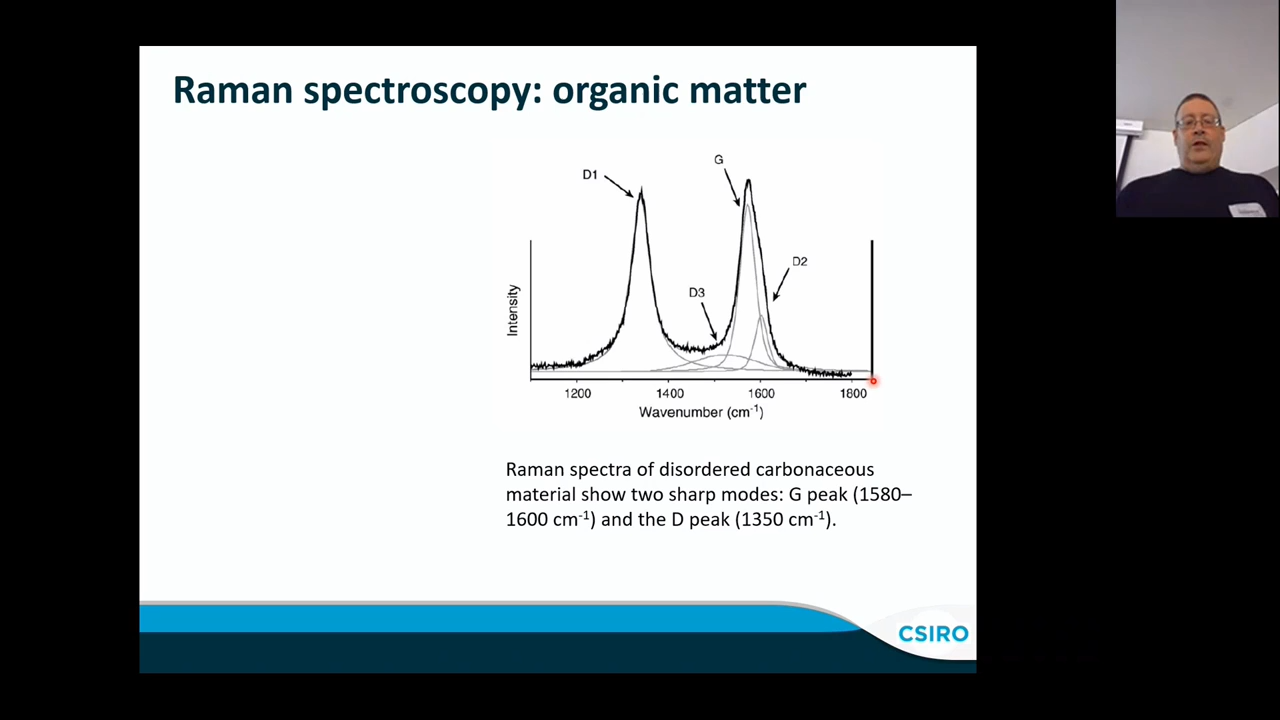 Raman spectroscopy: organic matter
G
D1
D2
D3
Intensity
1200 1400 1600 1800
Wavenumber (cm⁻¹)
Raman spectra of disordered carbonaceous
material show two sharp modes: G peak (1580–
1600 cm⁻¹) and the D peak (1350 cm⁻¹).
CSIRO